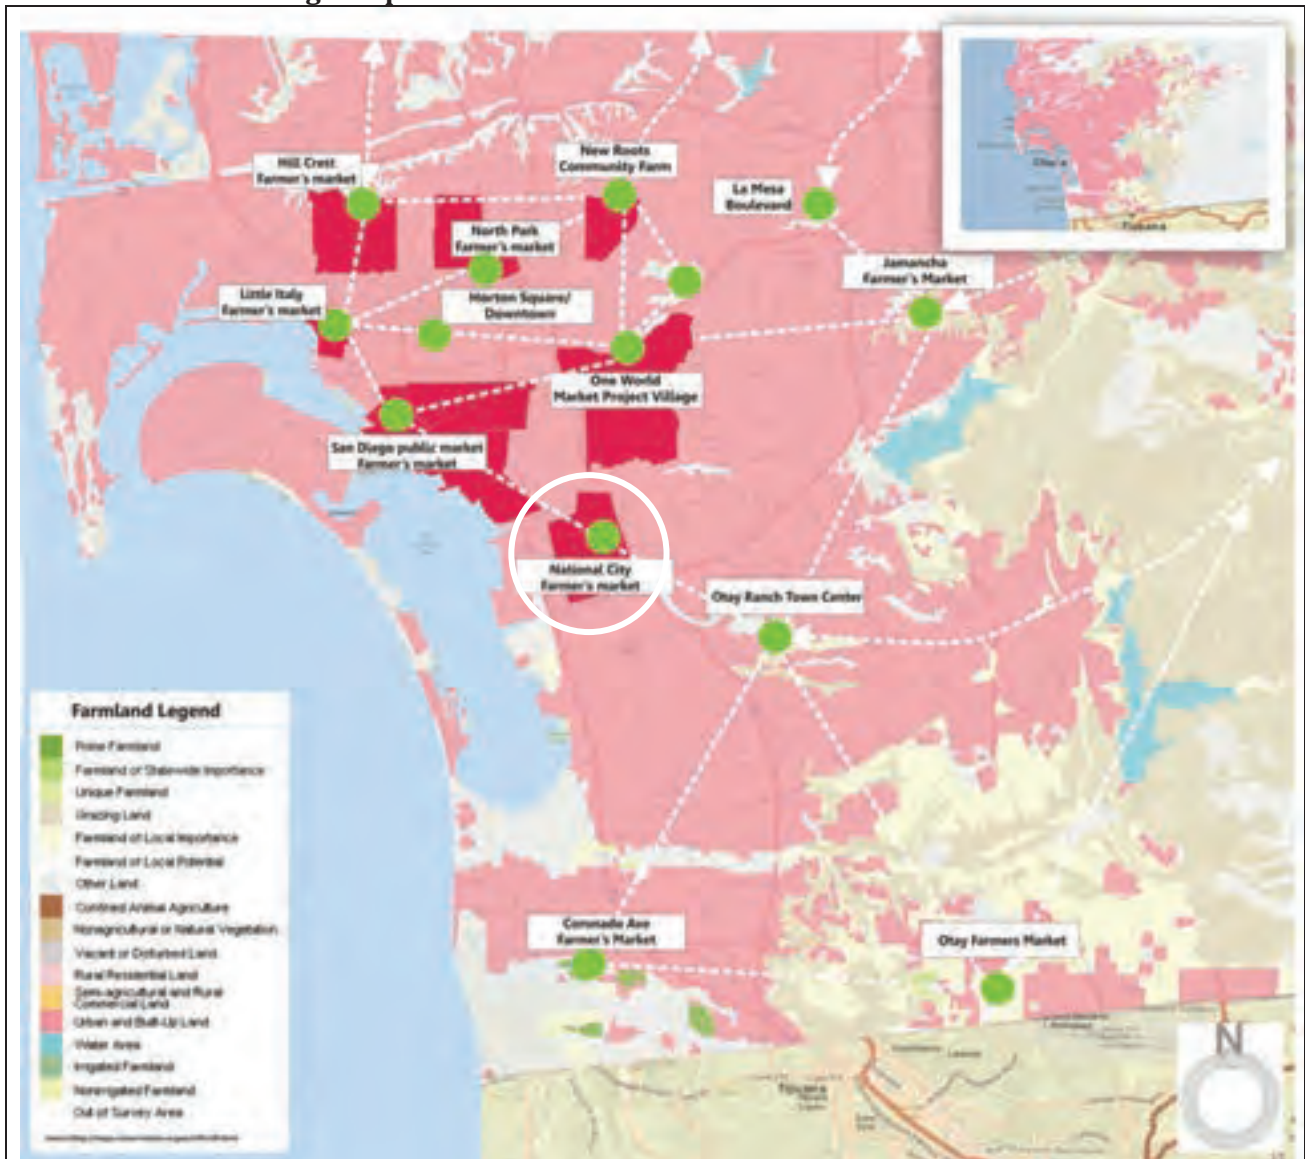 Hill Crest
Farmer's market
New Roots
Community Farm
La Mesa
Boulevard
North Park
Farmer's market
Jamancha
Farmer's Market
Little Italy
Farmer's market
Horton Square/
Downtown
One World
Market Project Village
San Diego public market
Farmer's market
National City
Farmer's market
Otay Ranch Town Center
Coronado Ave
Farmer's Market
Otay Farmers Market
Tijuana
Farmland Legend
Prime Farmland
Farmland of Statewide Importance
Unique Farmland
Grazing Land
Farmland of Local Importance
Farmland of Local Potential
Other Land
Confined Animal Agriculture
Nonagricultural or Natural Vegetation
Vacant or Disturbed Land
Rural Residential Land
Semi-agricultural and Rural
Commercial Land
Urban and Built-Up Land
Water Area
Irrigated Farmland
Nonirrigated Farmland
Out of Survey Area
Tijuana
N